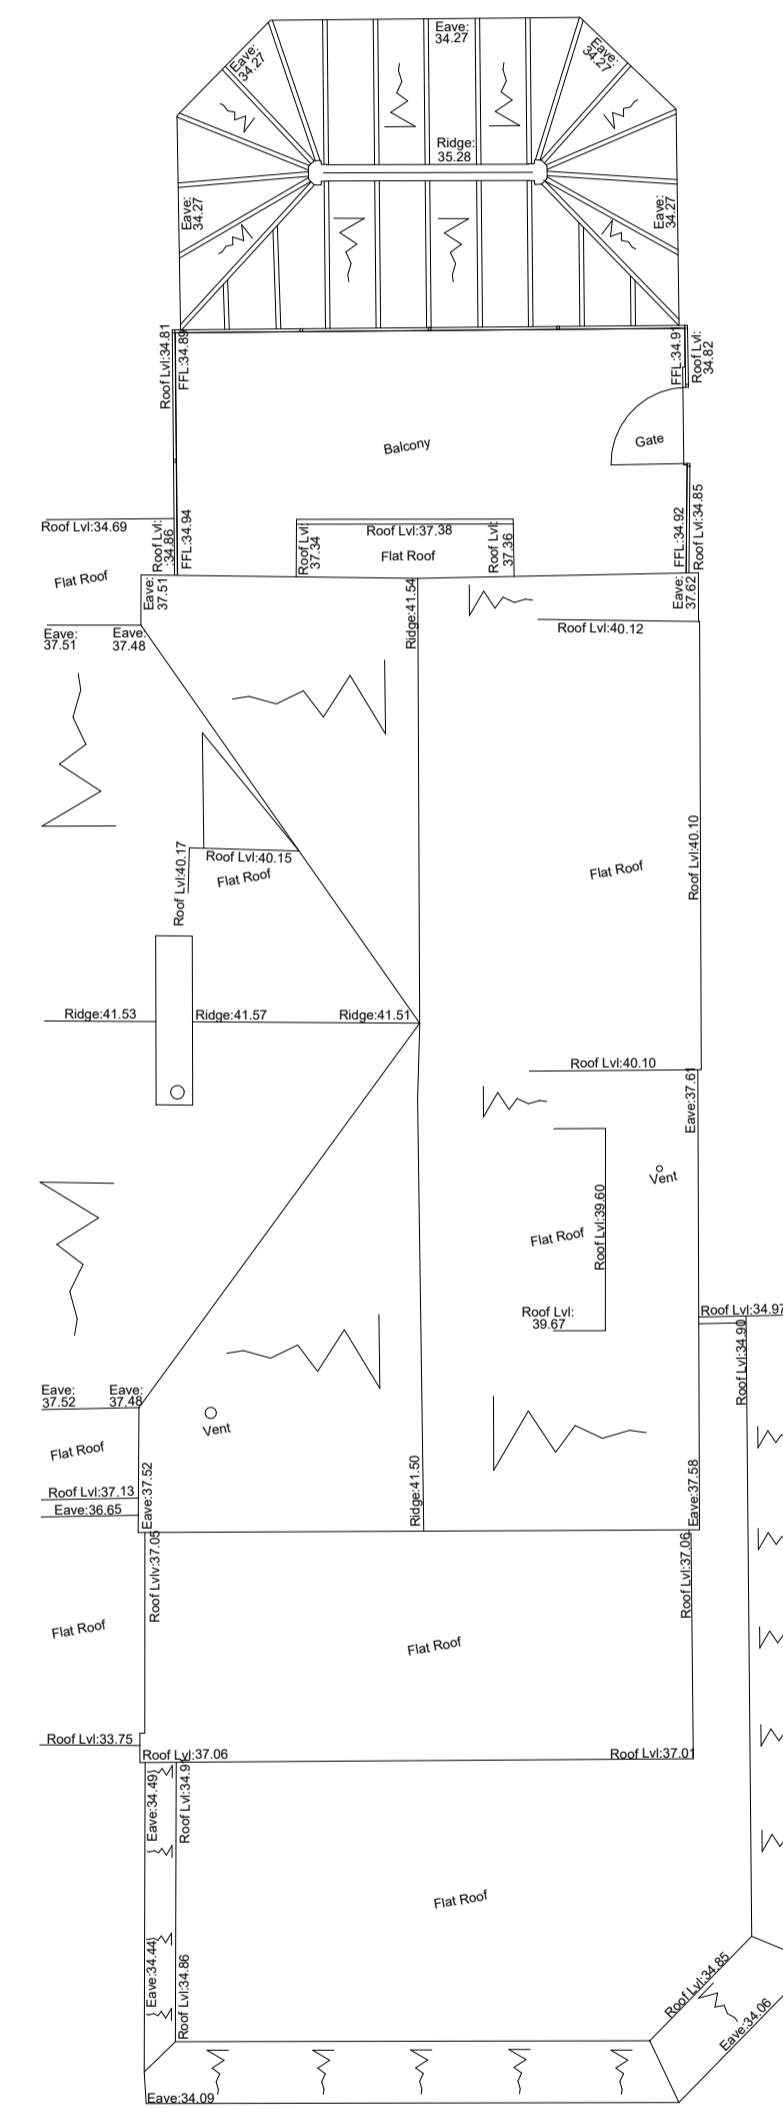 Eave:
34.27
Eave:
34.27
Eave:
34.27
Ridge:
35.28
Eave:
34.27
Eave:
34.27
Roof Lvl:34.81
FFL:34.89
FFL:34.91
Roof Lvl:
34.82
Balcony
Gate
Roof Lvl:34.69
Roof Lvl:
34.86
FFL:34.94
Roof Lvl:
37.34
Roof Lvl:37.38
Flat Roof
Roof Lvl:
37.36
FFL:34.92
Roof Lvl:34.85
Flat Roof
Eave:
37.51
Ridge:41.54
Eave:
37.62
Eave:
37.51
Eave:
37.48
Roof Lvl:40.12
Roof Lvl:40.17
Roof Lvl:40.15
Flat Roof
Flat Roof
Roof Lvl:40.10
Ridge:41.53
Ridge:41.57
Ridge:41.51
Roof Lvl:40.10
Eave:37.61
Vent
Flat Roof
Roof Lvl:39.60
Roof Lvl:
39.67
Roof Lvl:34.97
Roof Lvl:34.90
Eave:
37.52
Eave:
37.48
Vent
Flat Roof
Roof Lvl:37.13
Eave:36.65
Eave:37.52
Ridge:41.50
Eave:37.58
Roof Lvlv:37.05
Roof Lvl:37.06
Flat Roof
Flat Roof
Roof Lvl:33.75
Roof Lvl:37.06
Roof Lvl:37.01
Eave:34.49
Roof Lvl:34.91
Flat Roof
Eave:34.44
Roof Lvl:34.86
Roof Lvl:34.85
Eave:34.06
Eave:34.09